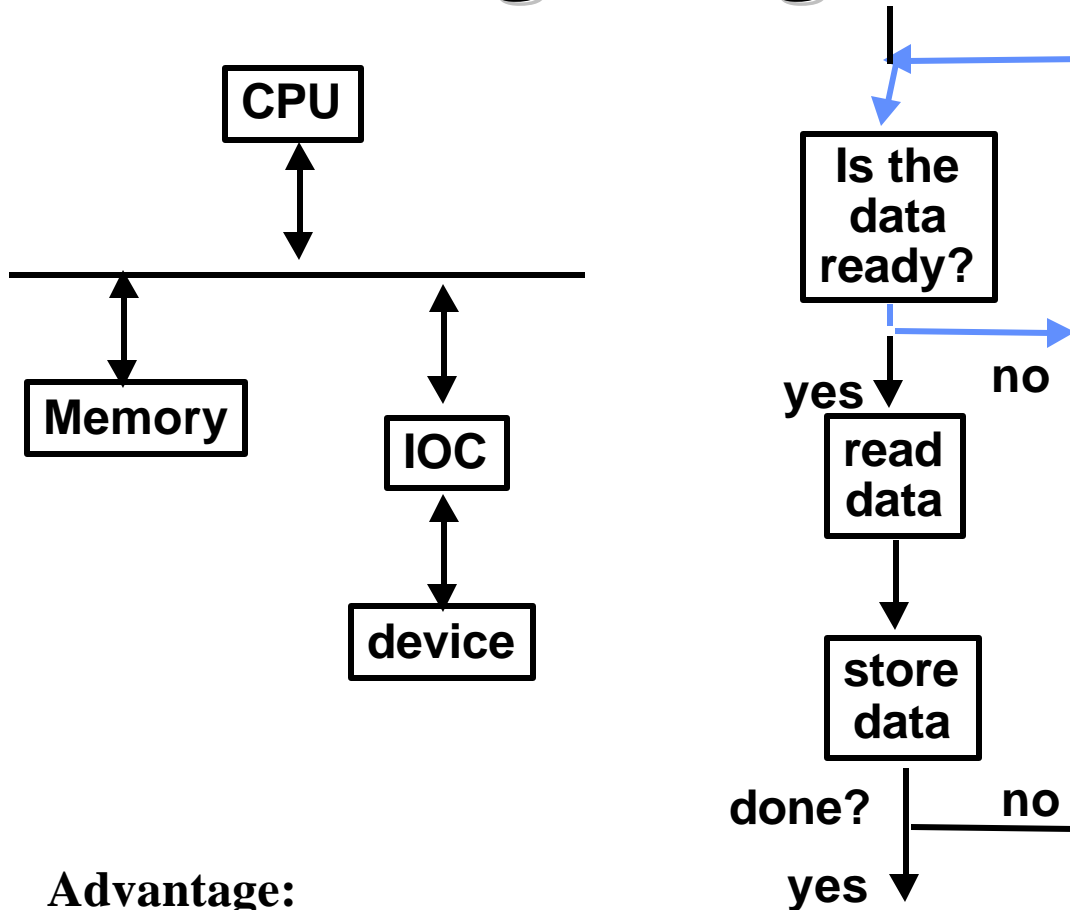 CPU
Memory
IOC
device
Is the
data
ready?
yes
no
read
data
store
data
done?
no
yes
Advantage: